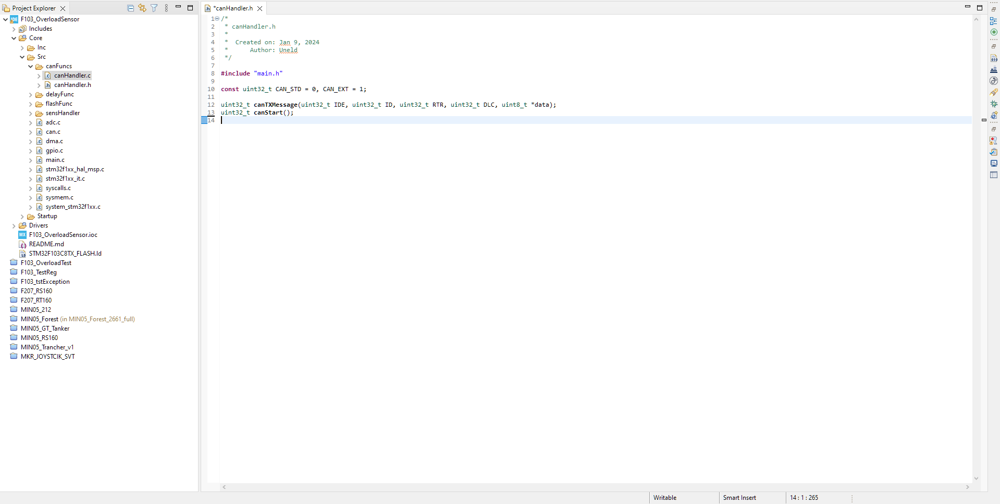 Project Explorer
F103_OverloadSensor
Includes
Core
Inc
Src
canFuncs
canHandler.c
canHandler.h
delayFunc
flashFunc
sensHandler
adc.c
can.c
dma.c
gpio.c
main.c
stm32f1xx_hal_msp.c
stm32f1xx_it.c
syscalls.c
sysmem.c
system_stm32f1xx.c
Startup
Drivers
F103_OverloadSensor.ioc
README.md
STM32F103C8TX_FLASH.ld
F103_OverloadTest
F103_TestReg
F103_tstException
F207_RS160
F207_RT160
MIN05_212
MIN05_Forest (in MIN05_Forest_2661_full)
MIN05_GT_Tanker
MIN05_RS160
MIN05_Trancher_v1
MKR_JOYSTCIK_SVT
*canHandler.h
1 /*
2  * canHandler.h
3  *
4  *  Created on: Jan 9, 2024
5  *      Author: Uneld
6  */
7
8 #include "main.h"
9
10 const uint32_t CAN_STD = 0, CAN_EXT = 1;
11
12 uint32_t canTXMessage(uint32_t IDE, uint32_t ID, uint32_t RTR, uint32_t DLC, uint8_t *data);
13 uint32_t canStart();
14
Writable
Smart Insert
14 : 1 : 265